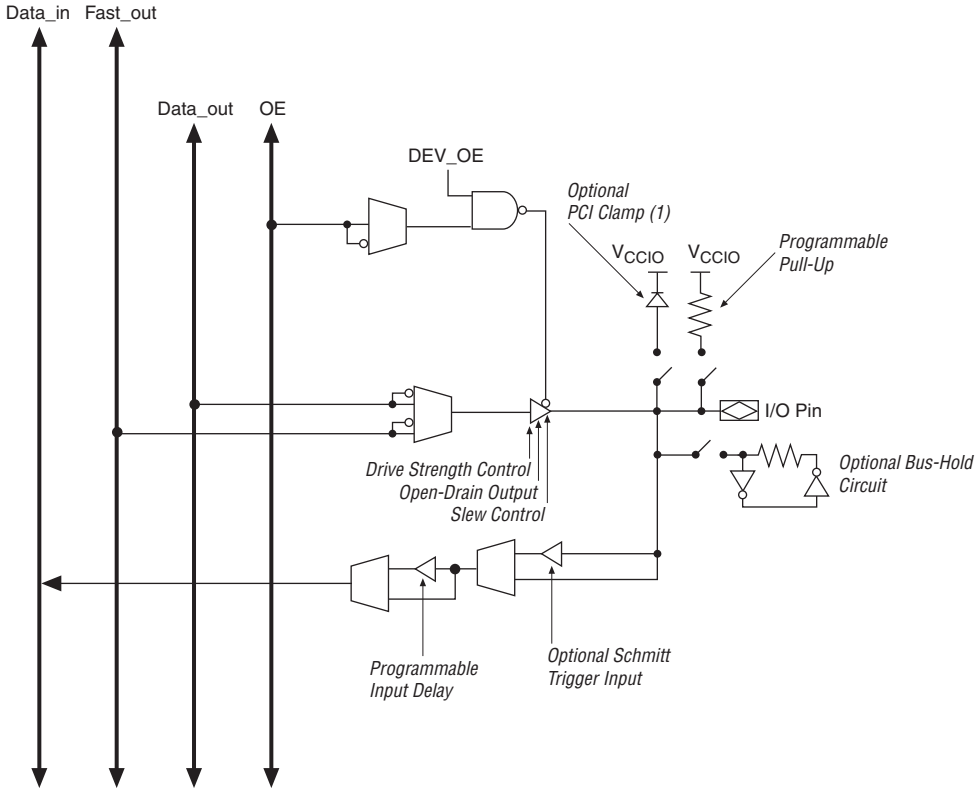 Data_in Fast_out
Data_out OE
DEV_OE
Optional
PCI Clamp (1)
VCCIO VCCIO
Programmable
Pull-Up
I/O Pin
Drive Strength Control
Open-Drain Output
Slew Control
Optional Bus-Hold
Circuit
Programmable
Input Delay
Optional Schmitt
Trigger Input